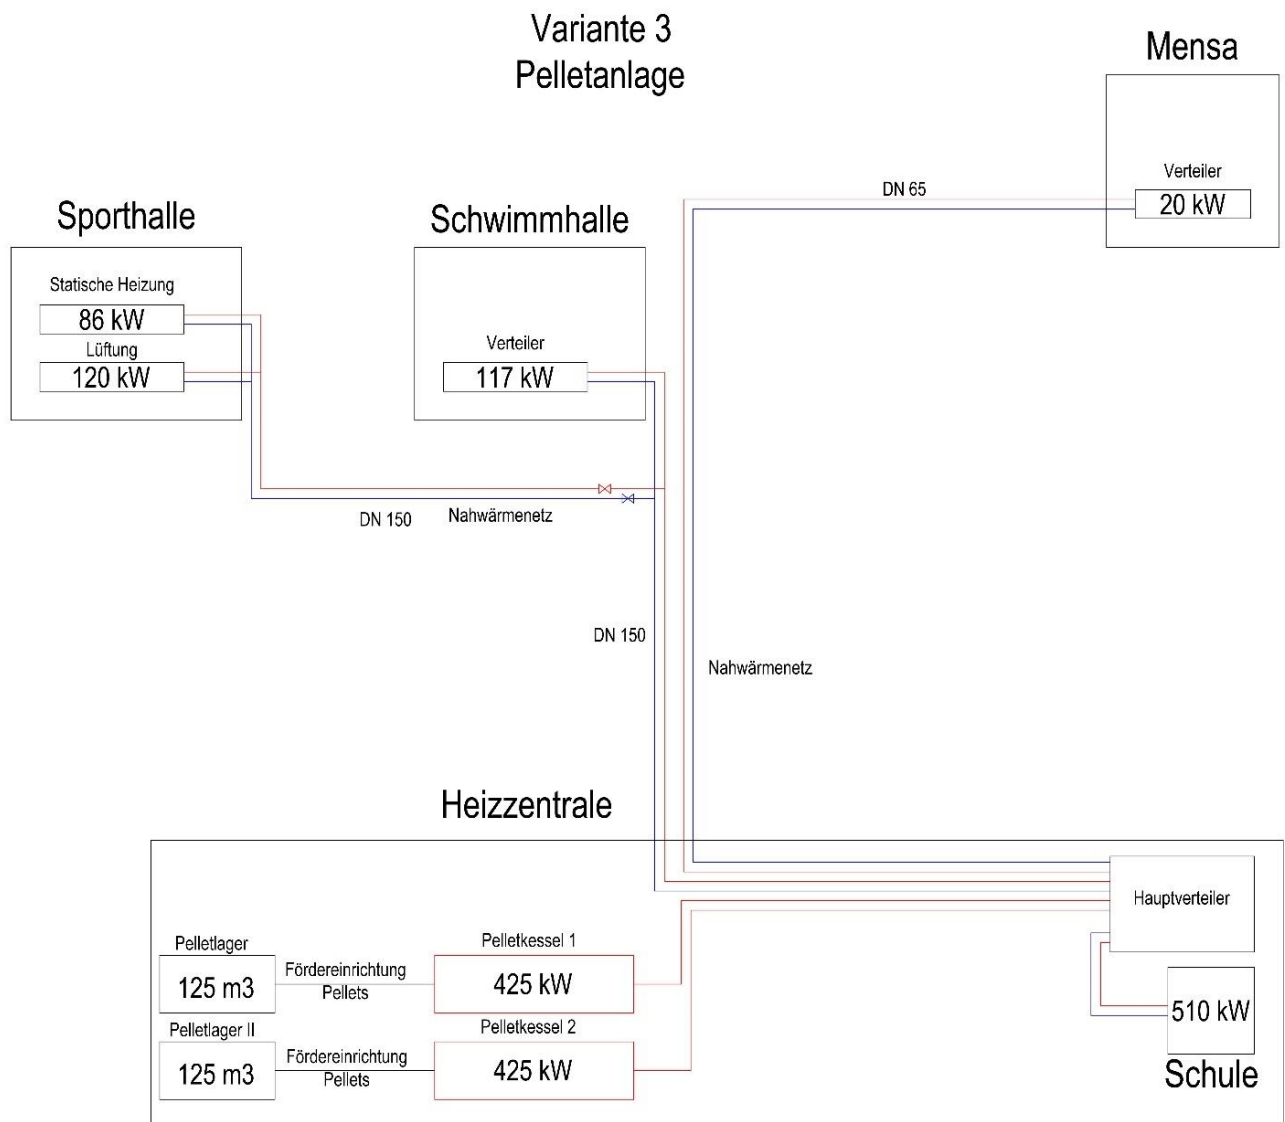 Variante 3
Pelletanlage
Mensa
Verteiler
20 kW
DN 65
Sporthalle
Statische Heizung
86 kW
Lüftung
120 kW
Schwimmhalle
Verteiler
117 kW
DN 150
Nahwärmenetz
DN 150
Nahwärmenetz
Heizzentrale
Hauptverteiler
Pelletlager
125 m3
Fördereinrichtung
Pellets
Pelletkessel 1
425 kW
Pelletlager II
125 m3
Fördereinrichtung
Pellets
Pelletkessel 2
425 kW
510 kW
Schule